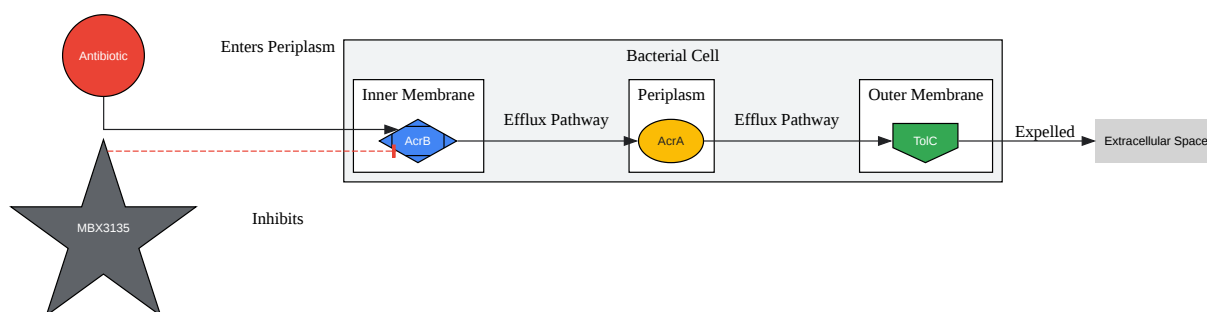 Antibiotic
Enters Periplasm
Bacterial Cell
Inner Membrane
Periplasm
Outer Membrane
Efflux Pathway
Efflux Pathway
Expelled
AcrB
AcrA
TolC
Extracellular Space
MBX3135
Inhibits